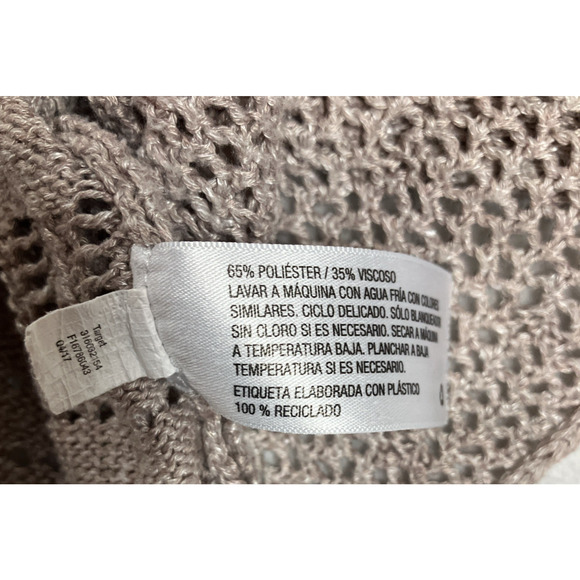 65% POLIÉSTER / 35% VISCOSO
LAVAR A MÁQUINA CON AGUA FRÍA CON COLORES
SIMILARES. CICLO DELICADO. SÓLO BLANQUEADOR
SIN CLORO SI ES NECESARIO. SECAR A MÁQUINA
A TEMPERATURA BAJA. PLANCHAR A BAJA
TEMPERATURA SI ES NECESARIO.
ETIQUETA ELABORADA CON PLÁSTICO
100 % RECICLADO
Target
04/17